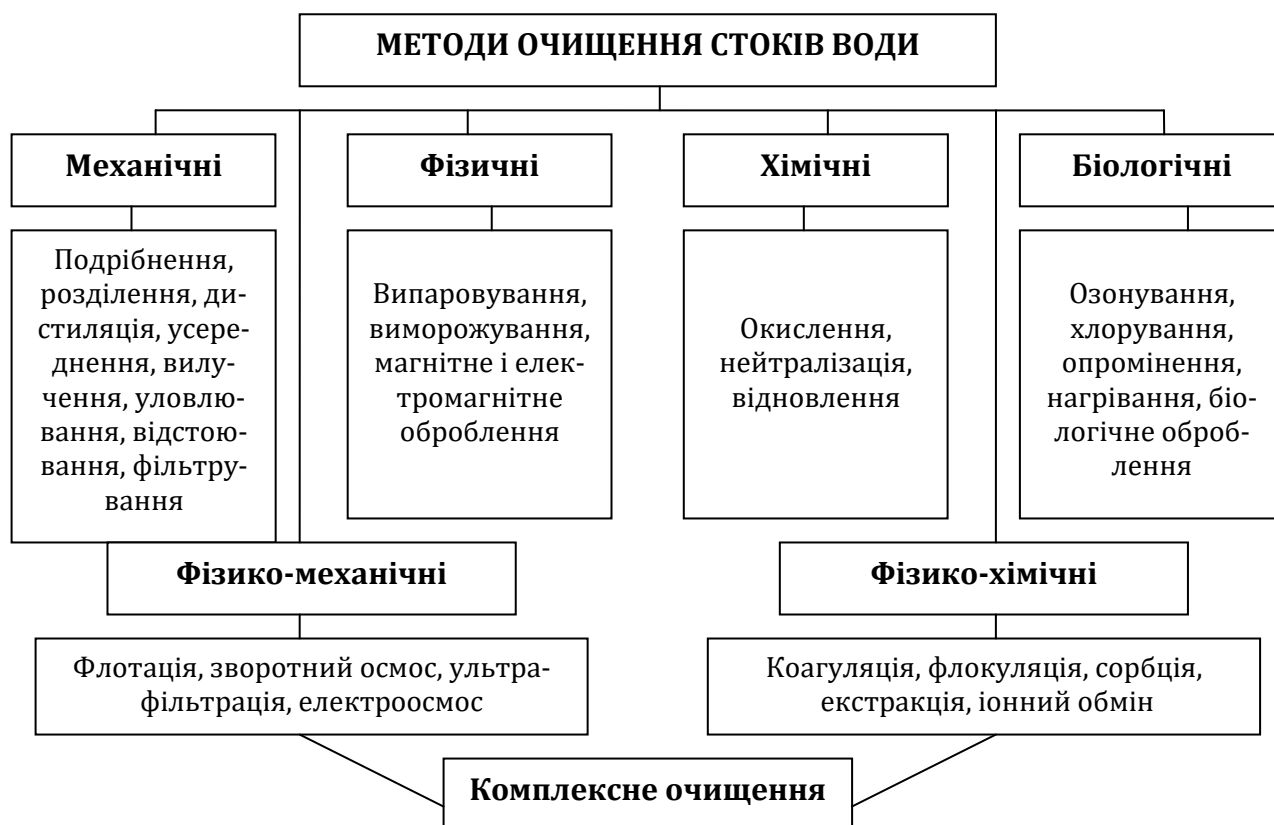 МЕТОДИ ОЧИЩЕННЯ СТОКІВ ВОДИ
Механічні
Фізичні
Хімічні
Біологічні
Подрібнення,
розділення, ди-
стиляція, усере-
днення, вилу-
чення, уловлю-
вання, відстою-
вання, фільтру-
вання
Випаровування,
виморожування,
магнітне і елек-
тромагнітне
оброблення
Окислення,
нейтралізація,
відновлення
Озонування,
хлорування,
опромінення,
нагрівання, біо-
логічне оброб-
лення
Фізико-механічні
Фізико-хімічні
Флотація, зворотний осмос, ультра-
фільтрація, електроосмос
Коагуляція, флокуляція, сорбція,
екстракція, іонний обмін
Комплексне очищення